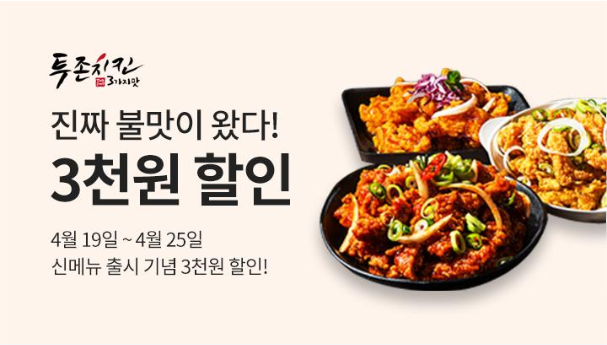 투존치킨
3가지맛
진짜 불맛이 왔다!
3천원 할인
4월 19일 ~ 4월 25일
신메뉴 출시 기념 3천원 할인!